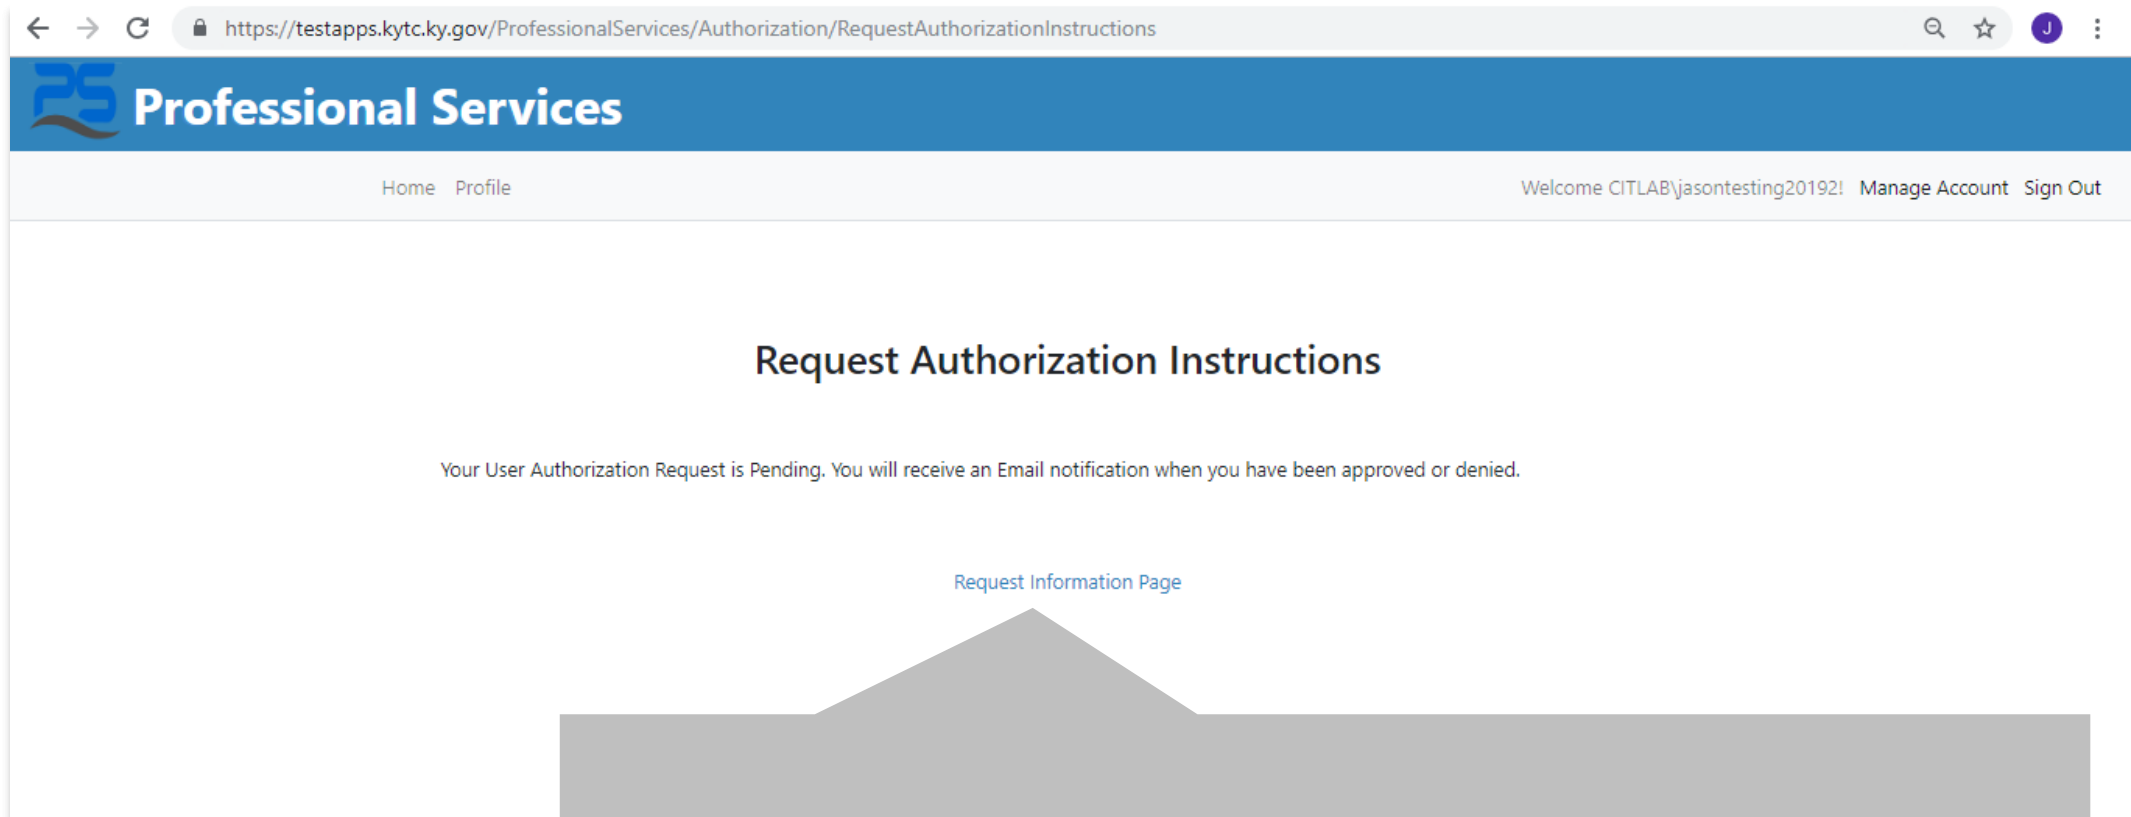 https://testapps.kytc.ky.gov/ProfessionalServices/Authorization/RequestAuthorizationInstructions
J
PS Professional Services
Home Profile Welcome CITLAB\jasontesting20192! Manage Account Sign Out
Request Authorization Instructions
Your User Authorization Request is Pending. You will receive an Email notification when you have been approved or denied.
Request Information Page